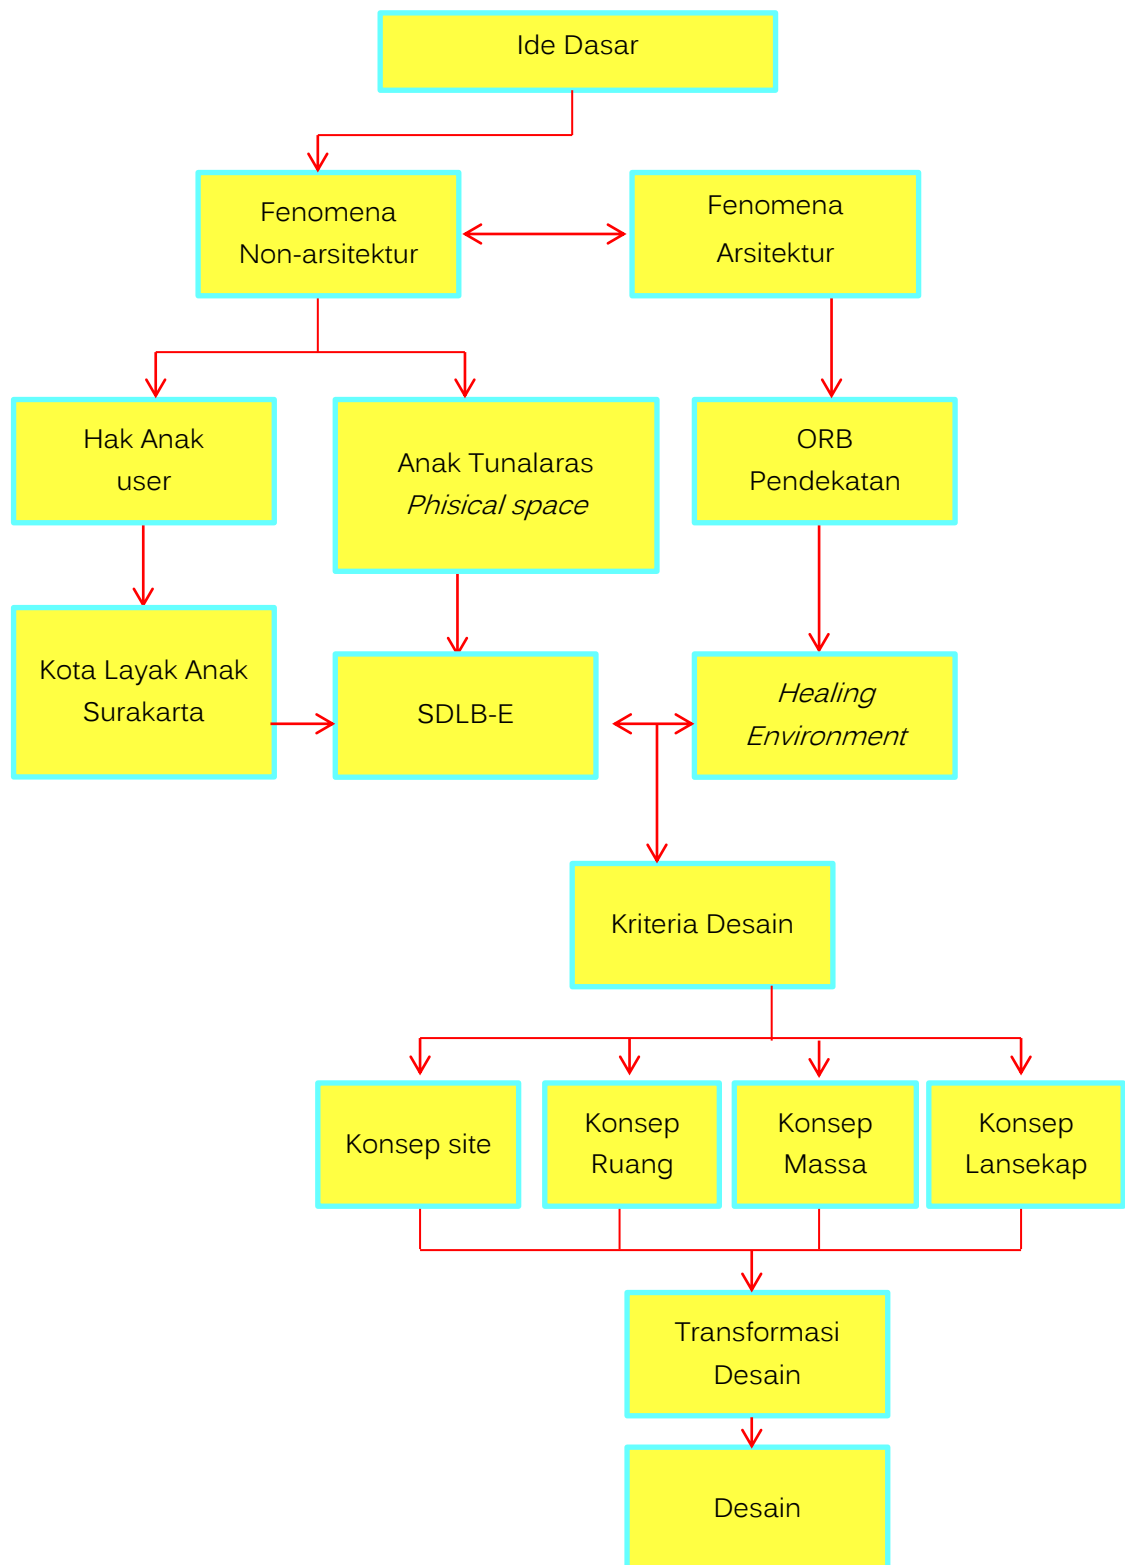 Ide Dasar
Fenomena
Non-arsitektur
Fenomena
Arsitektur
Hak Anak
user
Anak Tunalaras
Phisical space
ORB
Pendekatan
Kota Layak Anak
Surakarta
SDLB-E
Healing
Environment
Kriteria Desain
Konsep site
Konsep
Ruang
Konsep
Massa
Konsep
Lansekap
Transformasi
Desain
Desain